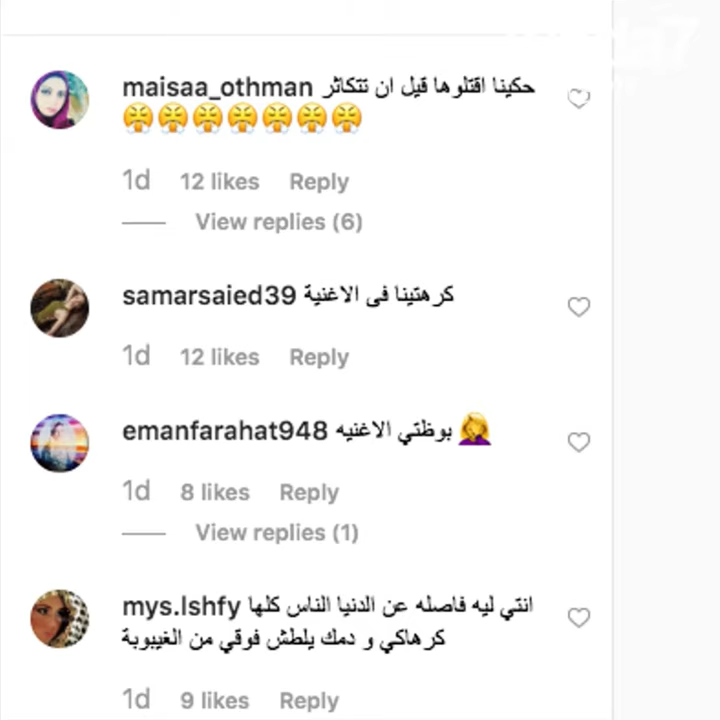 maisaa_othman حكينا اقتلوها قبل ان تتكاثر
😤😤😤😤😤😤😤
1d 12 likes Reply
View replies (6)
samarsaied39 كرهتينا فى الاغنية
1d 12 likes Reply
emanfarahat948 بوظتي الاغنيه 🤦‍♀️
1d 8 likes Reply
View replies (1)
mys.lshfy انتي ليه فاصله عن الدنيا الناس كلها
كرهاكي و دمك يلطش فوقي من الغيبوبة
1d 9 likes Reply